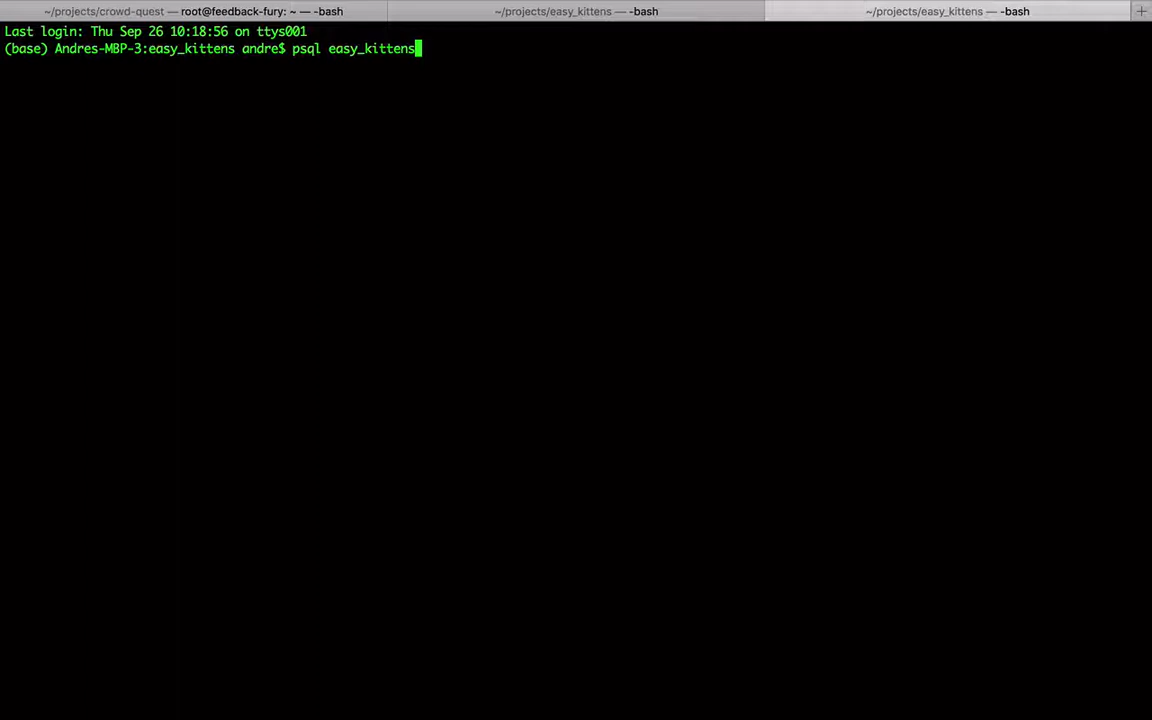 ~/projects/crowd-quest — root@feedback-fury: ~ — -bash
~/projects/easy_kittens — -bash
~/projects/easy_kittens — -bash
+
Last login: Thu Sep 26 10:18:56 on ttys001
(base) Andres-MBP-3:easy_kittens andre$ psql easy_kittens